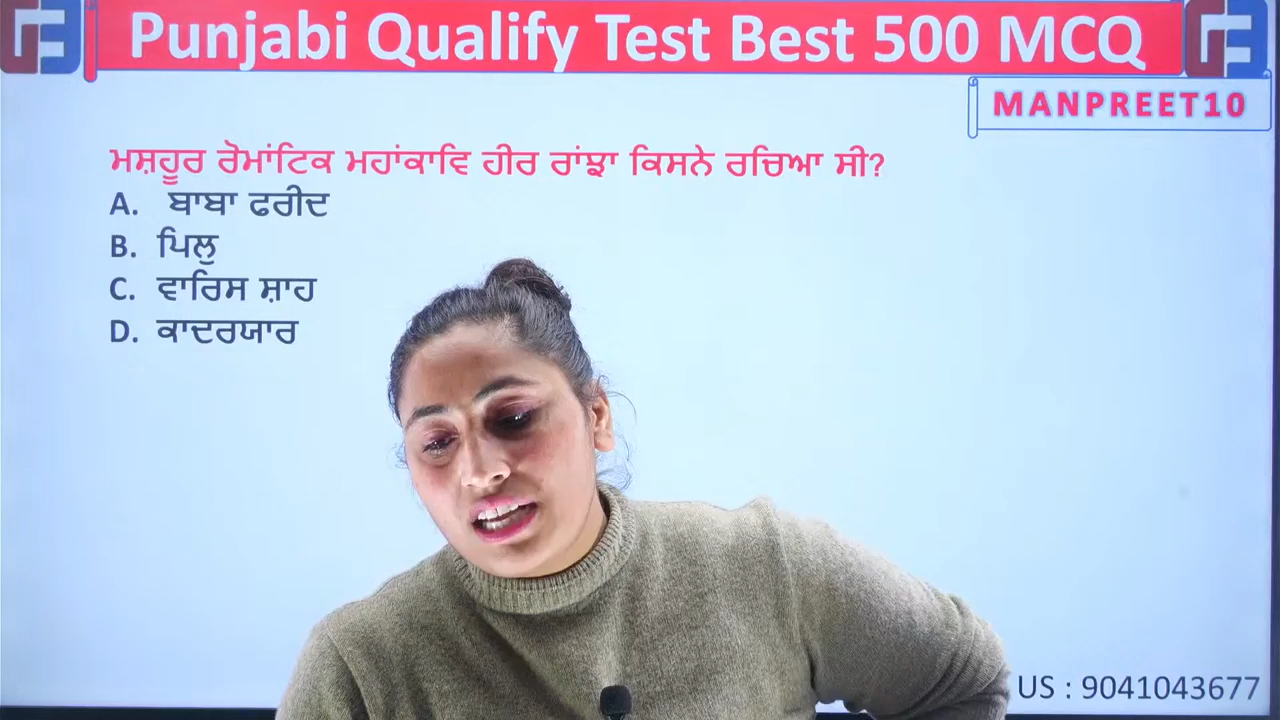 Punjabi Qualify Test Best 500 MCQ
MANPREET10
ਮਸ਼ਹੂਰ ਰੋਮਾਂਟਿਕ ਮਹਾਂਕਾਵਿ ਹੀਰ ਰਾਂਝਾ ਕਿਸਨੇ ਰਚਿਆ ਸੀ?
A. ਬਾਬਾ ਫਰੀਦ
B. ਪਿਲੁ
C. ਵਾਰਿਸ ਸ਼ਾਹ
D. ਕਾਦਰਯਾਰ
US : 9041043677